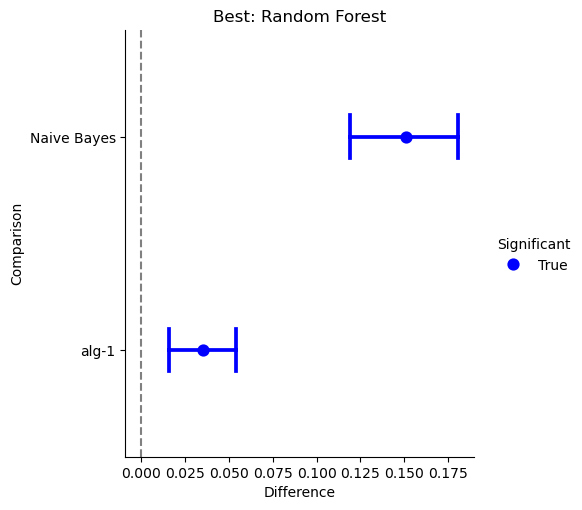 Best: Random Forest
Comparison
Naive Bayes
alg-1
Significant
True
0.000 0.025 0.050 0.075 0.100 0.125 0.150 0.175
Difference